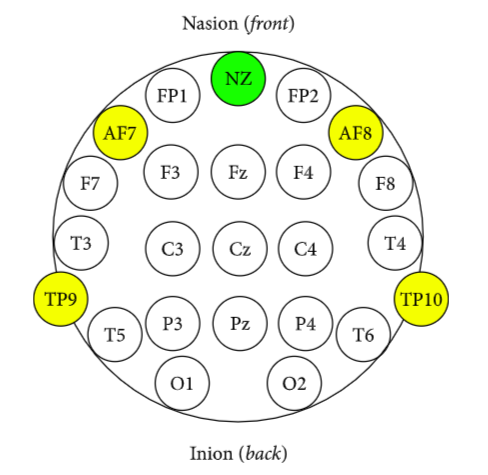 Nasion (front)
NZ
FP1 FP2
AF7 AF8
F7 F3 Fz F4 F8
T3 C3 Cz C4 T4
TP9 TP10
T5 P3 Pz P4 T6
O1 O2
Inion (back)